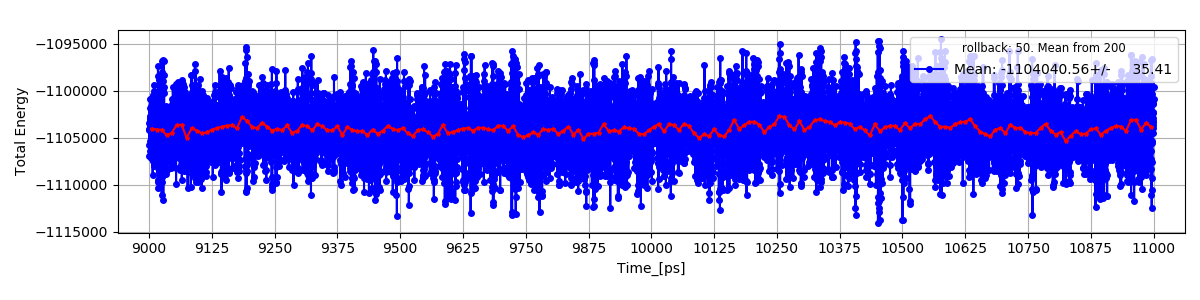 rollback: 50. Mean from 200
Mean: -1104040.56+/- 35.41
Total Energy
−1095000
−1100000
−1105000
−1110000
−1115000
9000 9125 9250 9375 9500 9625 9750 9875 10000 10125 10250 10375 10500 10625 10750 10875 11000
Time_[ps]